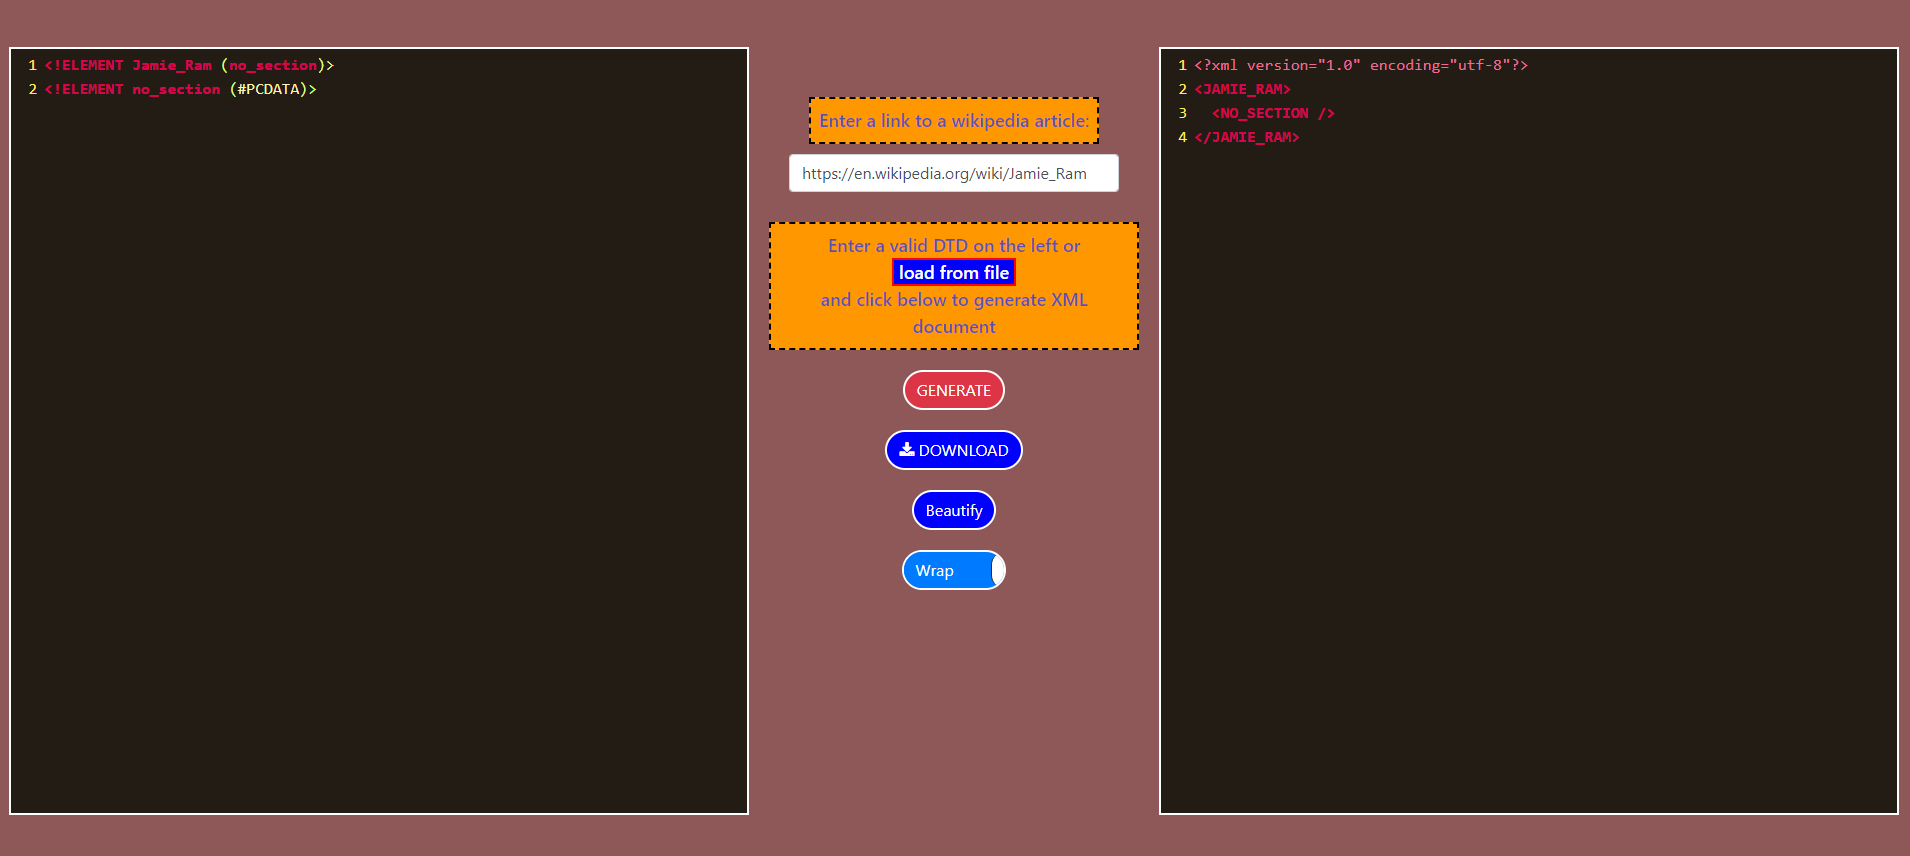 1 <!ELEMENT Jamie_Ram (no_section)>
2 <!ELEMENT no_section (#PCDATA)>
Enter a link to a wikipedia article:
https://en.wikipedia.org/wiki/Jamie_Ram
Enter a valid DTD on the left or
load from file
and click below to generate XML
document
GENERATE
DOWNLOAD
Beautify
Wrap
1 <?xml version="1.0" encoding="utf-8"?>
2 <JAMIE_RAM>
3   <NO_SECTION />
4 </JAMIE_RAM>